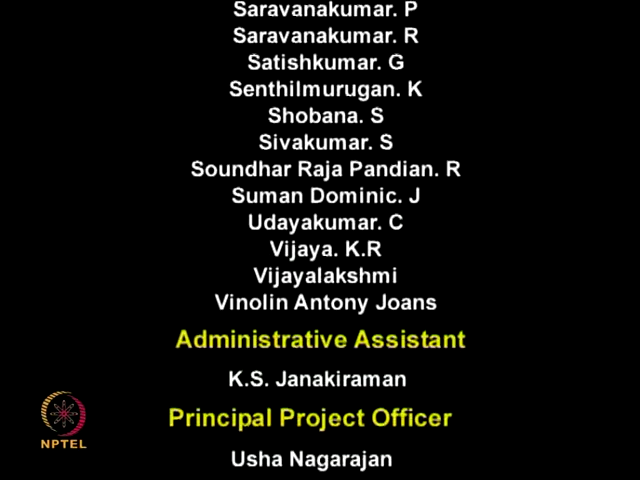 Saravanakumar. P
Saravanakumar. R
Satishkumar. G
Senthilmurugan. K
Shobana. S
Sivakumar. S
Soundhar Raja Pandian. R
Suman Dominic. J
Udayakumar. C
Vijaya. K.R
Vijayalakshmi
Vinolin Antony Joans
Administrative Assistant
K.S. Janakiraman
Principal Project Officer
Usha Nagarajan
NPTEL